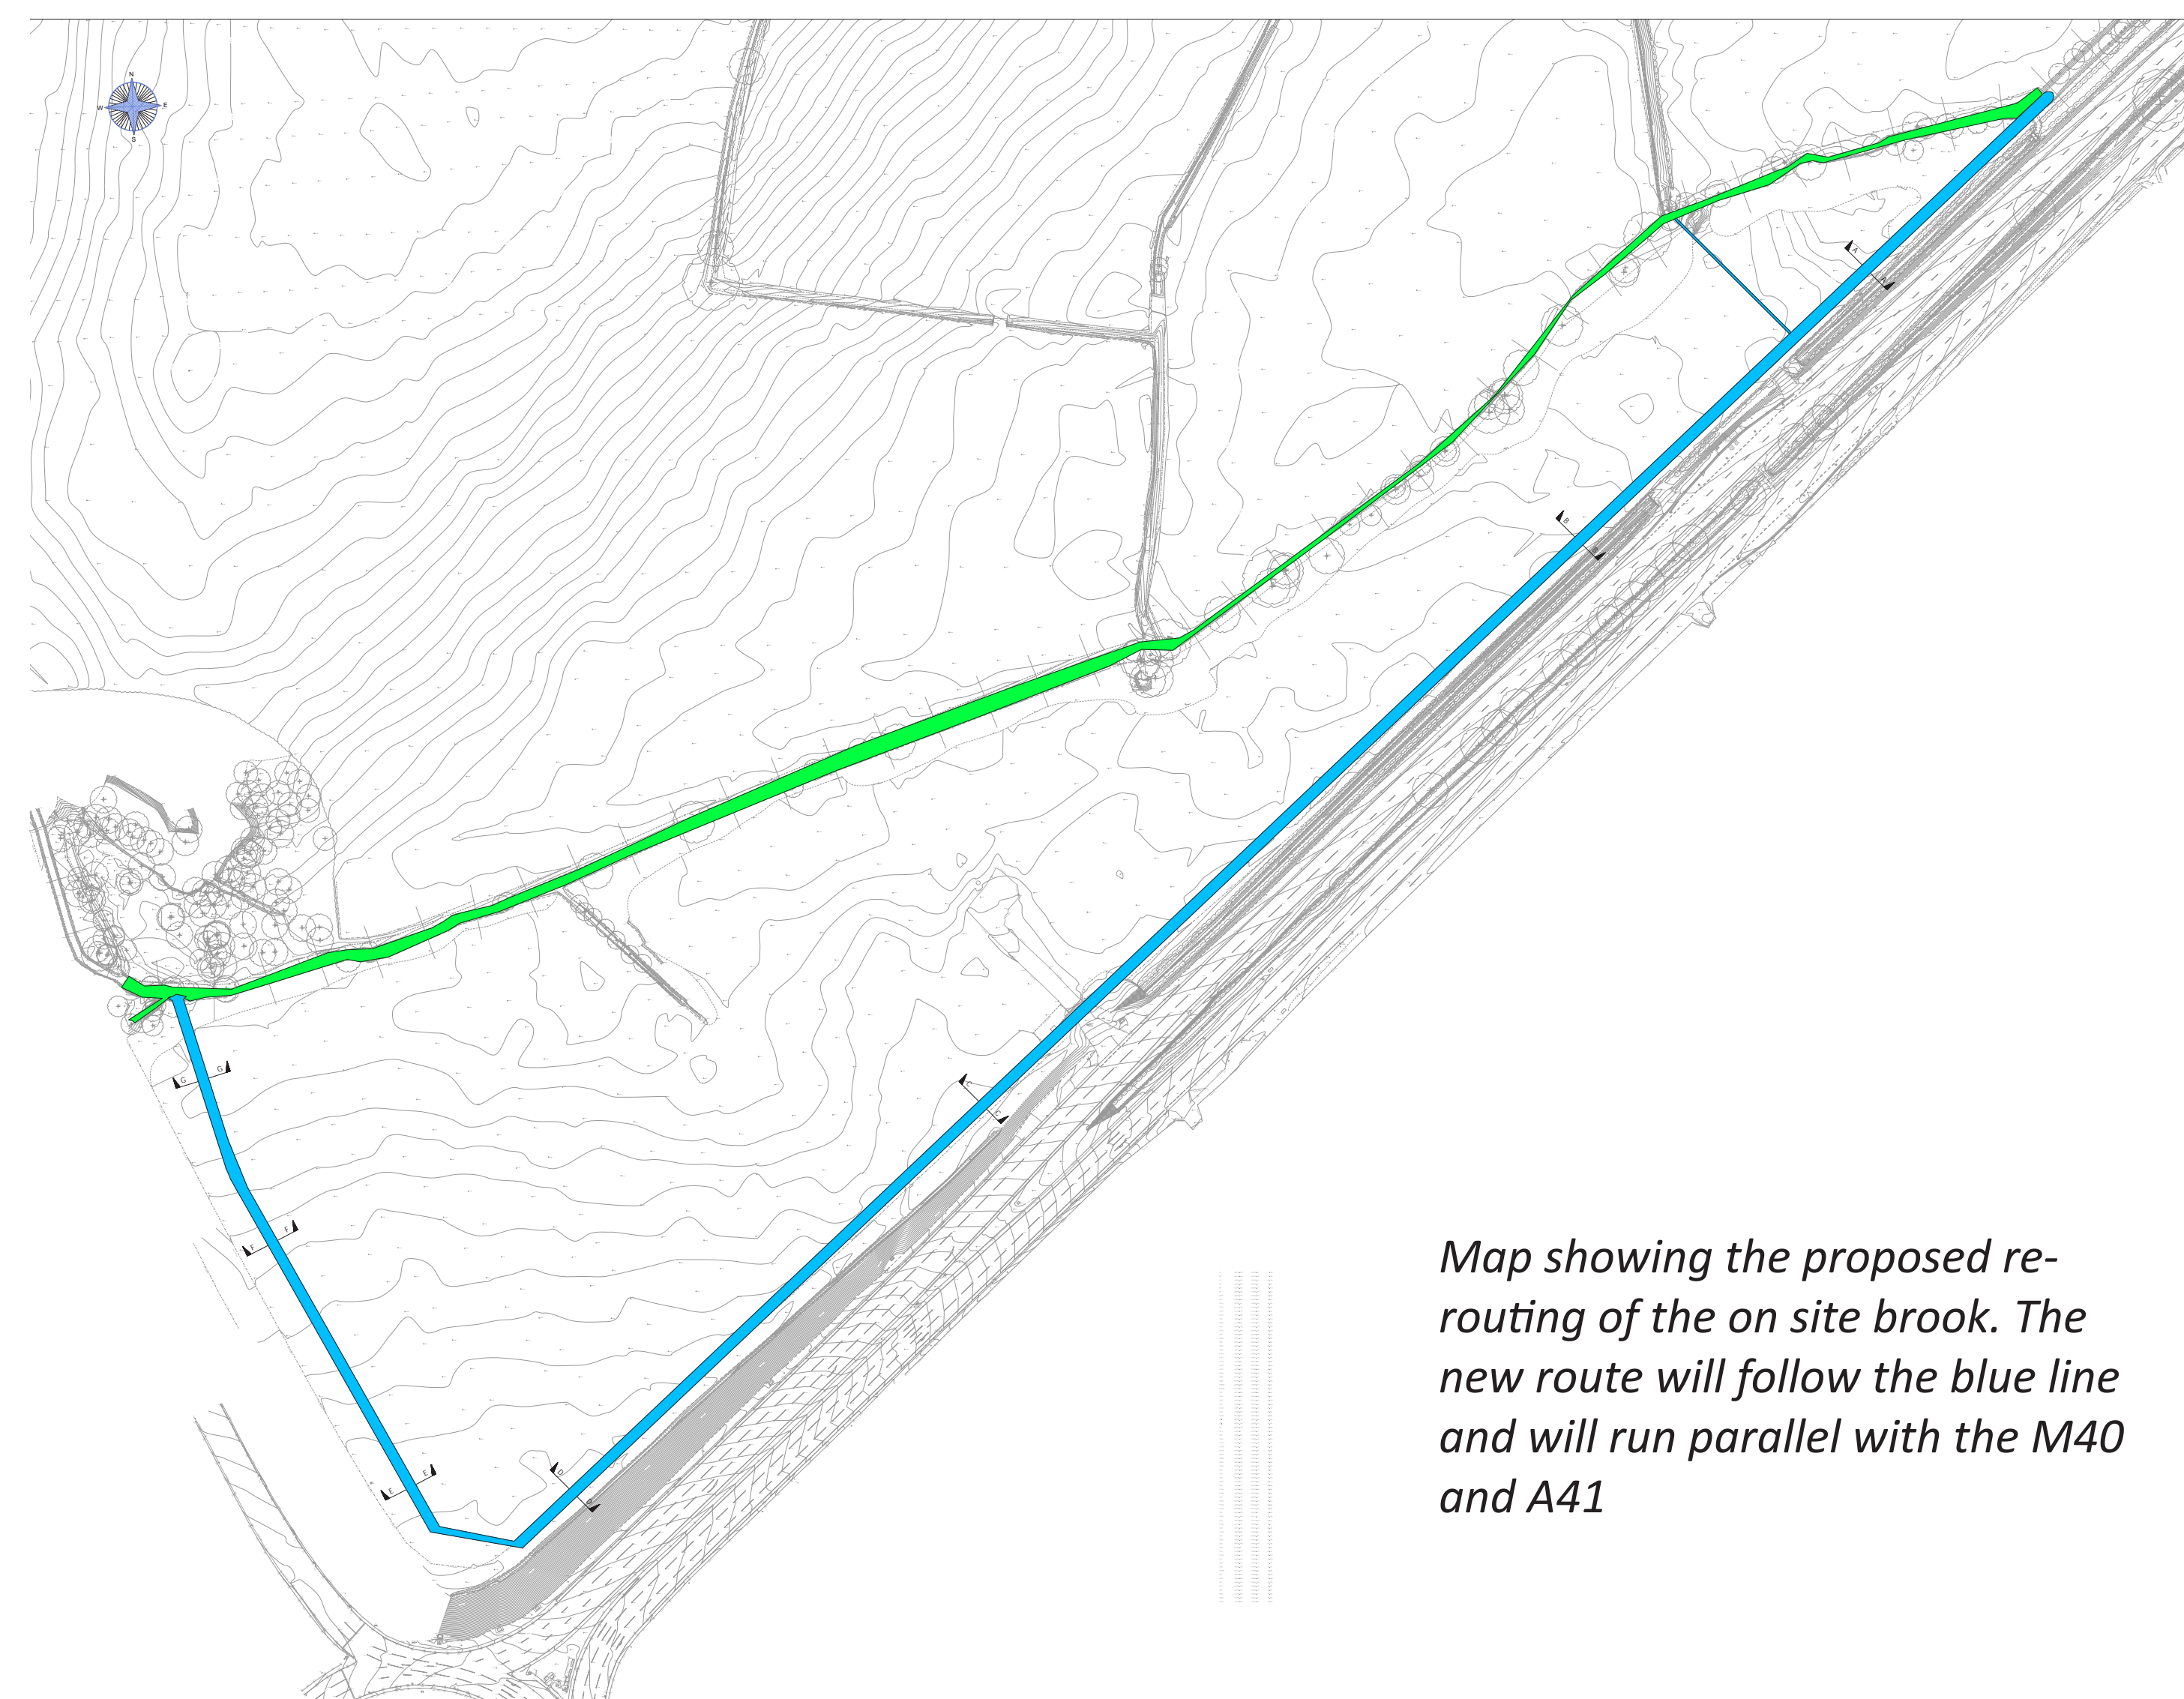 N
W
E
S
A
A
B
C
C
G
G
F
F
E
E
D
D
Map showing the proposed re-
routing of the on site brook. The
new route will follow the blue line
and will run parallel with the M40
and A41